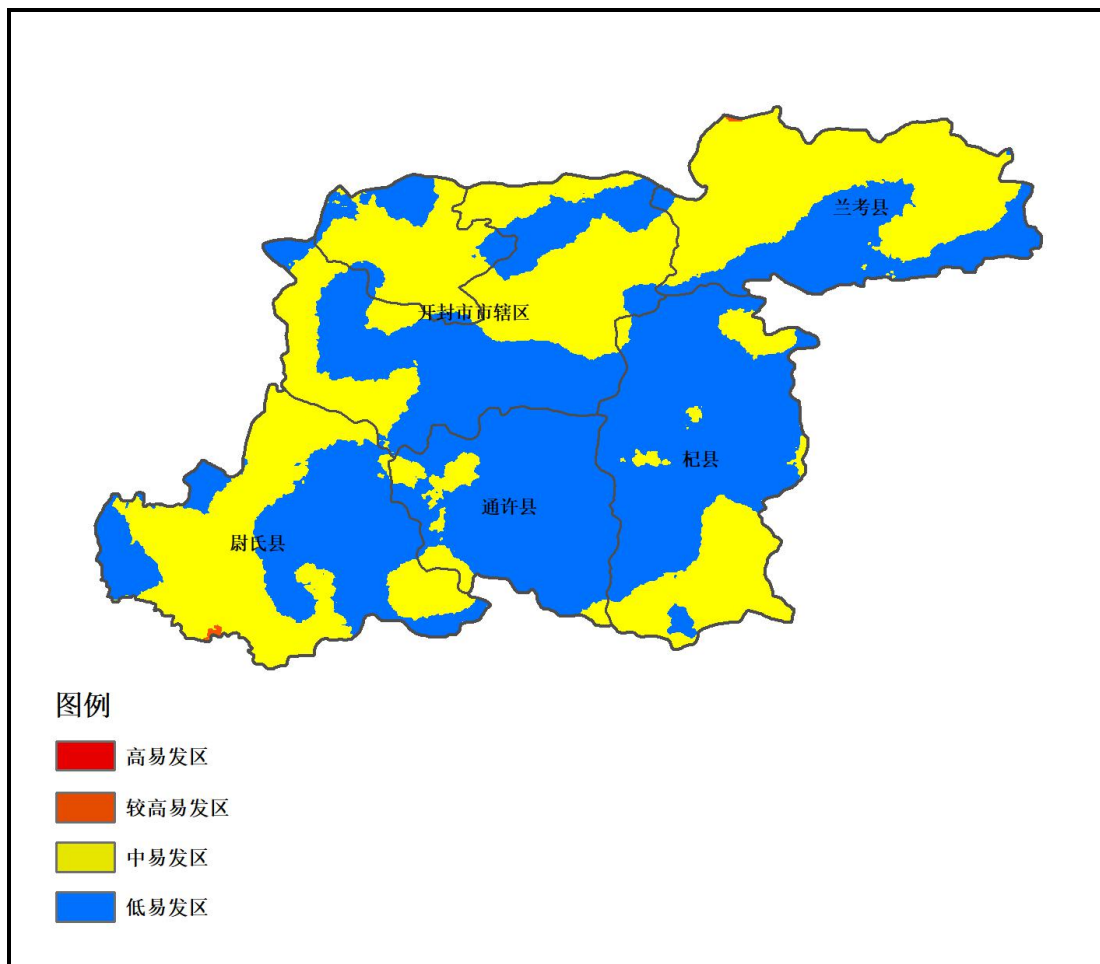 兰考县
开封市市辖区
杞县
通许县
尉氏县
图例
高易发区
较高易发区
中易发区
低易发区